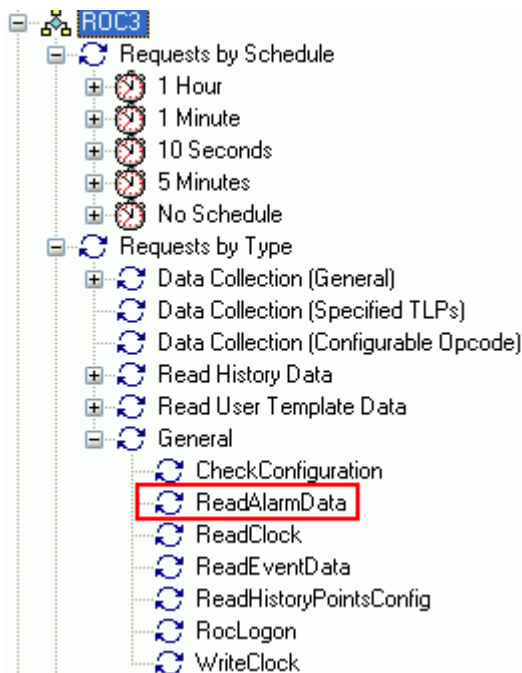 ROC3
Requests by Schedule
1 Hour
1 Minute
10 Seconds
5 Minutes
No Schedule
Requests by Type
Data Collection (General)
Data Collection (Specified TLPs)
Data Collection (Configurable Opcode)
Read History Data
Read User Template Data
General
CheckConfiguration
ReadAlarmData
ReadClock
ReadEventData
ReadHistoryPointsConfig
RocLogon
WriteClock